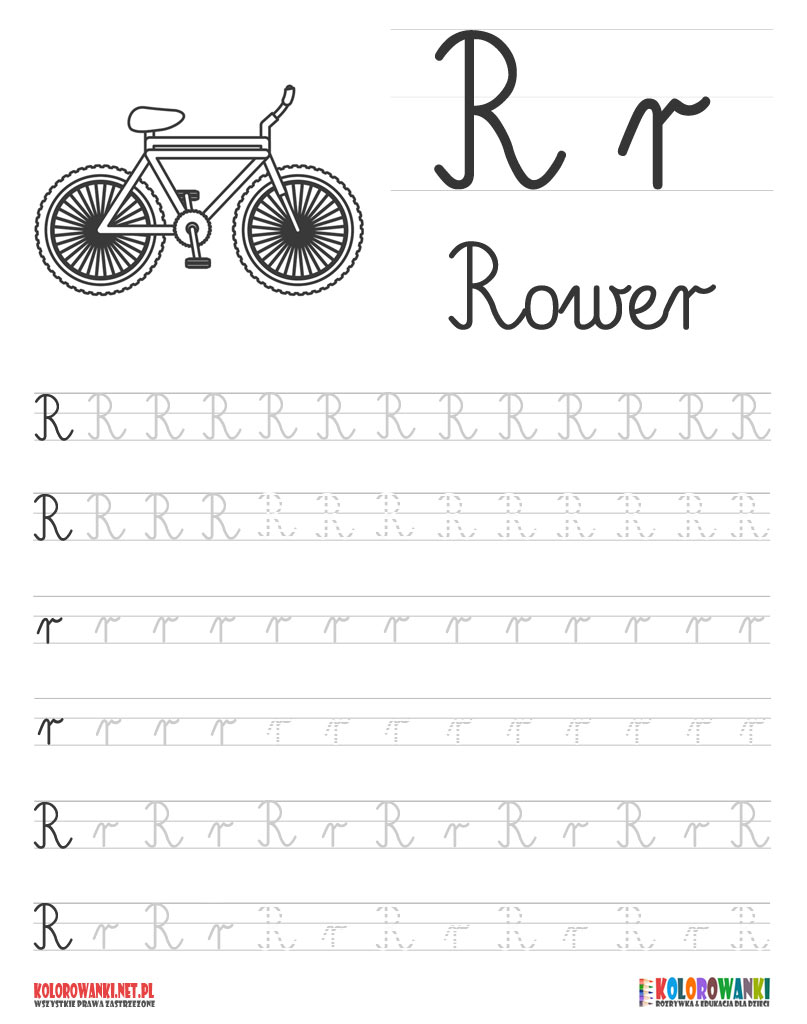 R r
Rower
R R R R R R R R R R R R R
R R R R R R R R R R R R R
r r r r r r r r r r r r r
r r r r r r r r r r r r r
R r R r R r R r R r R r R
R r R r R r R r R r R r R
KOLOROWANKI.NET.PL
WSZYSTKIE PRAWA ZASTRZEŻONE
KOLOROWANKI
ROZRYWKA & EDUKACJA DLA DZIECI